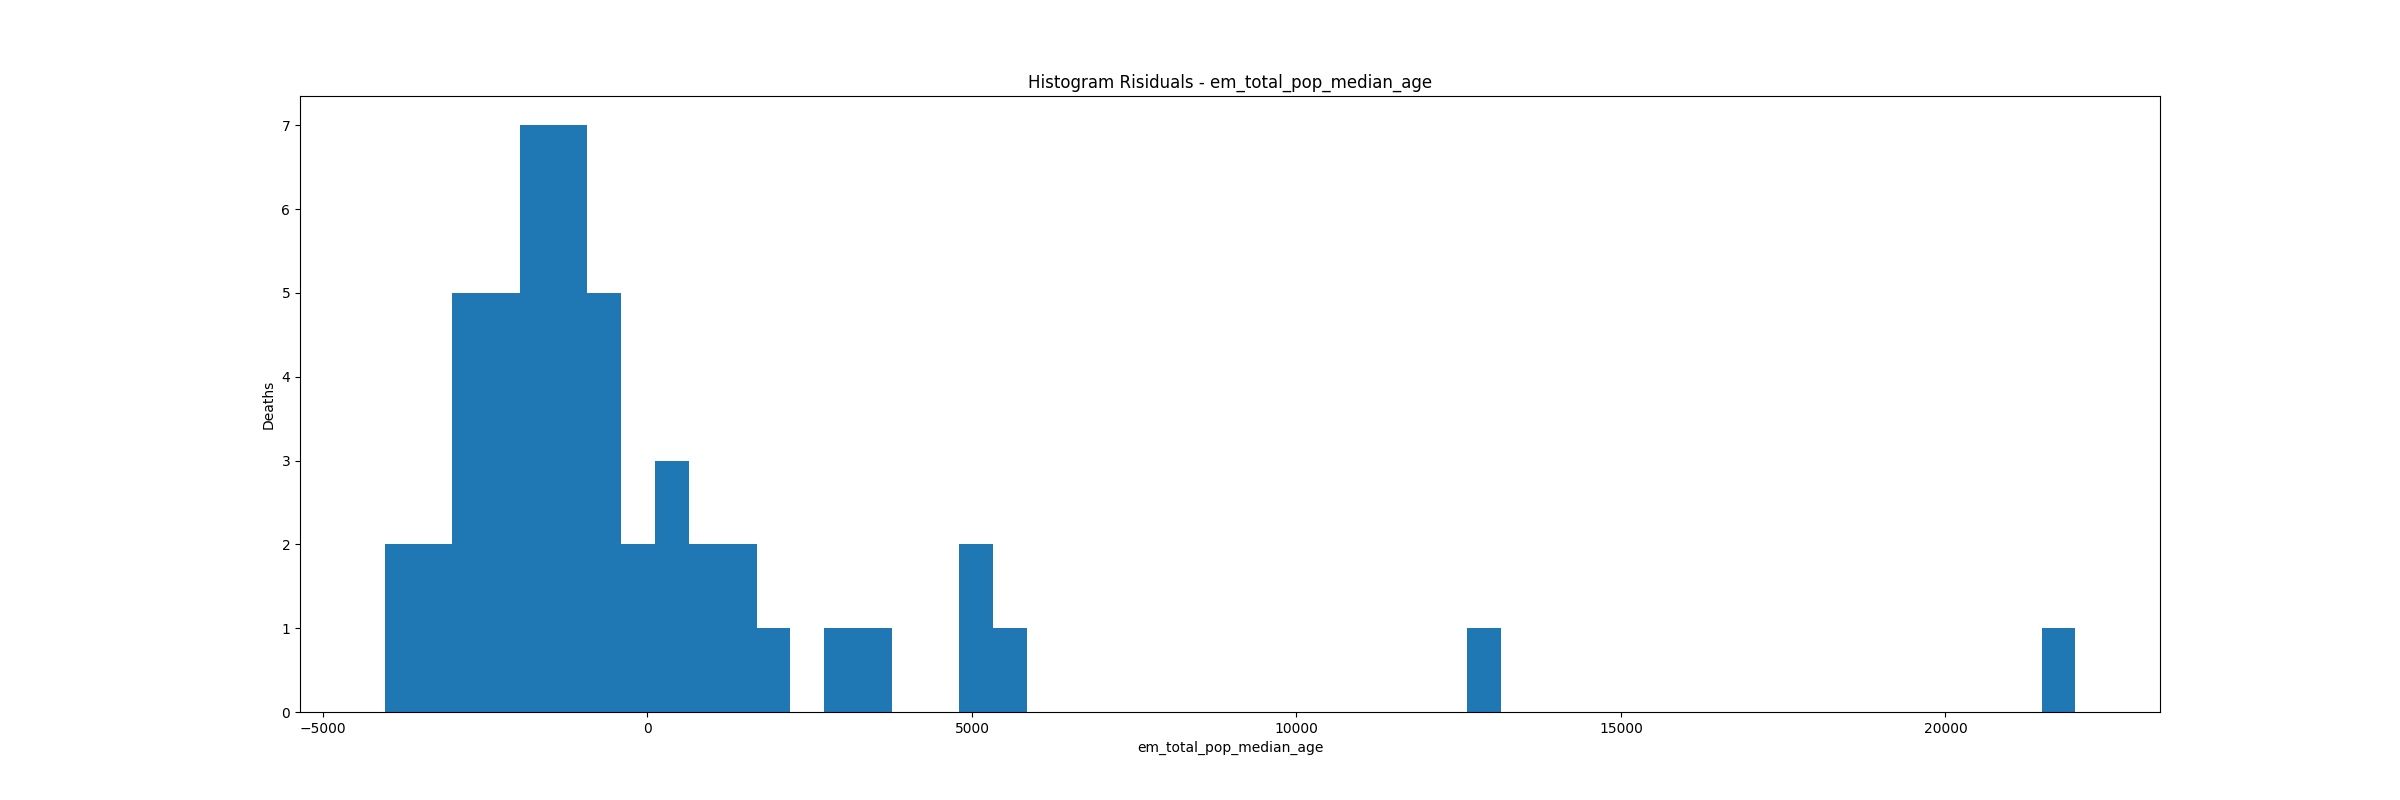 Histogram Risiduals - em_total_pop_median_age
7
6
5
4
3
2
1
0
Deaths
−5000 0 5000 10000 15000 20000
em_total_pop_median_age